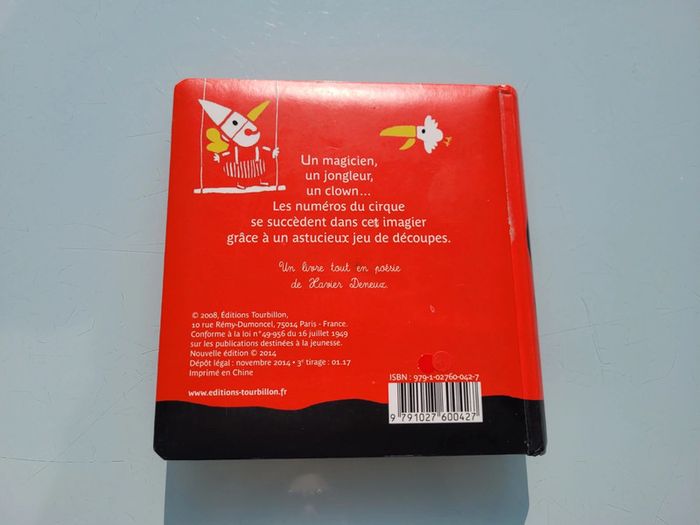 Un magicien,
un jongleur,
un clown...
Les numéros du cirque
se succèdent dans cet imagier
grâce à un astucieux jeu de découpes.
Un livre tout en poésie
de Xavier Deneux.
© 2008, Éditions Tourbillon,
10 rue Rémy-Dumoncel, 75014 Paris - France.
Conforme à la loi n°49-956 du 16 juillet 1949
sur les publications destinées à la jeunesse.
Nouvelle édition © 2014
Dépôt légal : novembre 2014 • 3e tirage : 01.17
Imprimé en Chine
www.editions-tourbillon.fr
ISBN : 979-1-02760-042-7
9 791027 600427